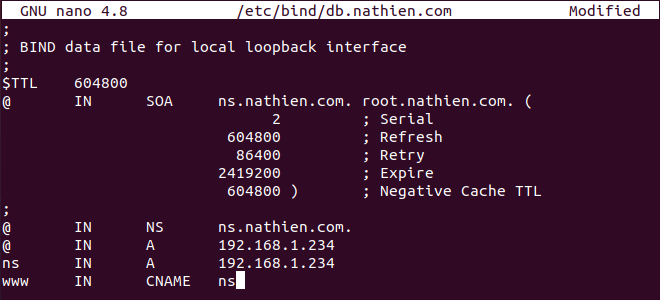 GNU nano 4.8 /etc/bind/db.nathien.com Modified
;
; BIND data file for local loopback interface
;
$TTL 604800
@ IN SOA ns.nathien.com. root.nathien.com. (
2 ; Serial
604800 ; Refresh
86400 ; Retry
2419200 ; Expire
604800 ) ; Negative Cache TTL
;
@ IN NS ns.nathien.com.
@ IN A 192.168.1.234
ns IN A 192.168.1.234
www IN CNAME ns